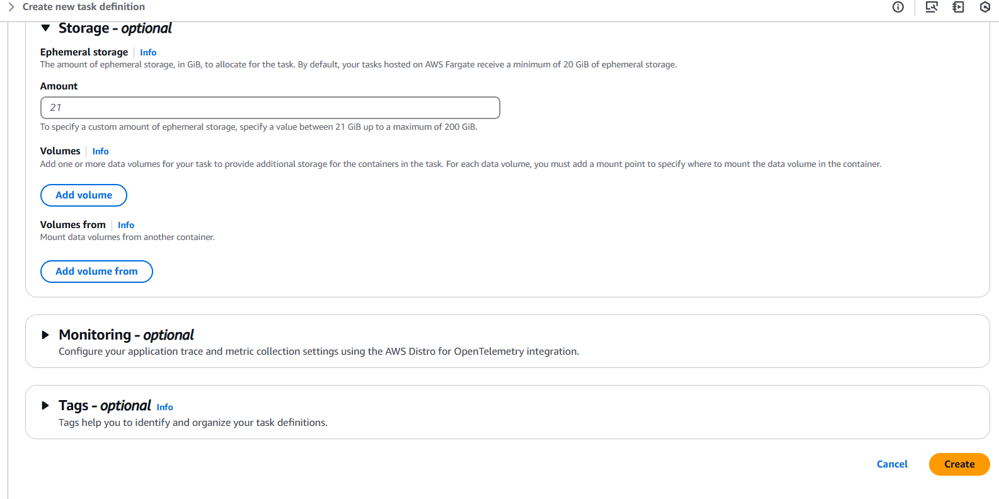 Create new task definition
Storage - optional
Ephemeral storage Info
The amount of ephemeral storage, in GiB, to allocate for the task. By default, your tasks hosted on AWS Fargate receive a minimum of 20 GiB of ephemeral storage.
Amount
21
To specify a custom amount of ephemeral storage, specify a value between 21 GiB up to a maximum of 200 GiB.
Volumes Info
Add one or more data volumes for your task to provide additional storage for the containers in the task. For each data volume, you must add a mount point to specify where to mount the data volume in the container.
Add volume
Volumes from Info
Mount data volumes from another container.
Add volume from
Monitoring - optional
Configure your application trace and metric collection settings using the AWS Distro for OpenTelemetry integration.
Tags - optional Info
Tags help you to identify and organize your task definitions.
Cancel Create